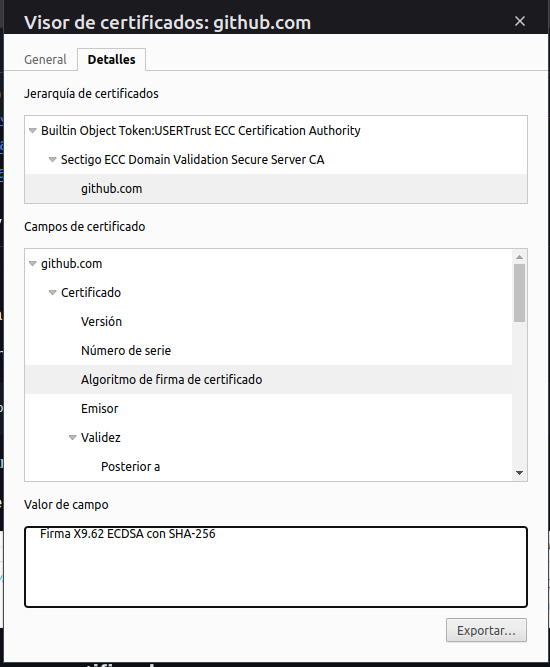 Visor de certificados: github.com
General
Detalles
Jerarquía de certificados
Builtin Object Token:USERTrust ECC Certification Authority
Sectigo ECC Domain Validation Secure Server CA
github.com
Campos de certificado
github.com
Certificado
Versión
Número de serie
Algoritmo de firma de certificado
Emisor
Validez
Posterior a
Valor de campo
Firma X9.62 ECDSA con SHA-256
Exportar…